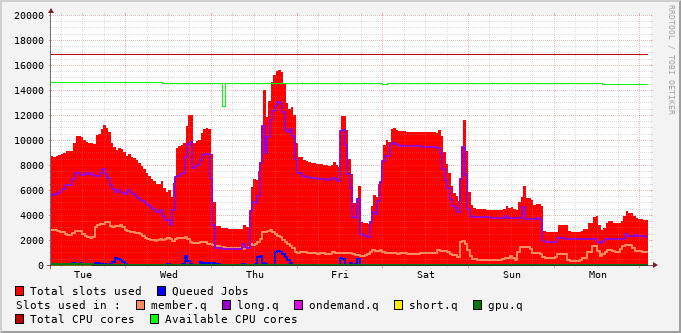 RRDTOOL / TOBI OETIKER
20000
18000
16000
14000
12000
10000
8000
6000
4000
2000
0
Tue Wed Thu Fri Sat Sun Mon
Total slots used Queued Jobs
Slots used in : member.q long.q ondemand.q short.q gpu.q
Total CPU cores Available CPU cores